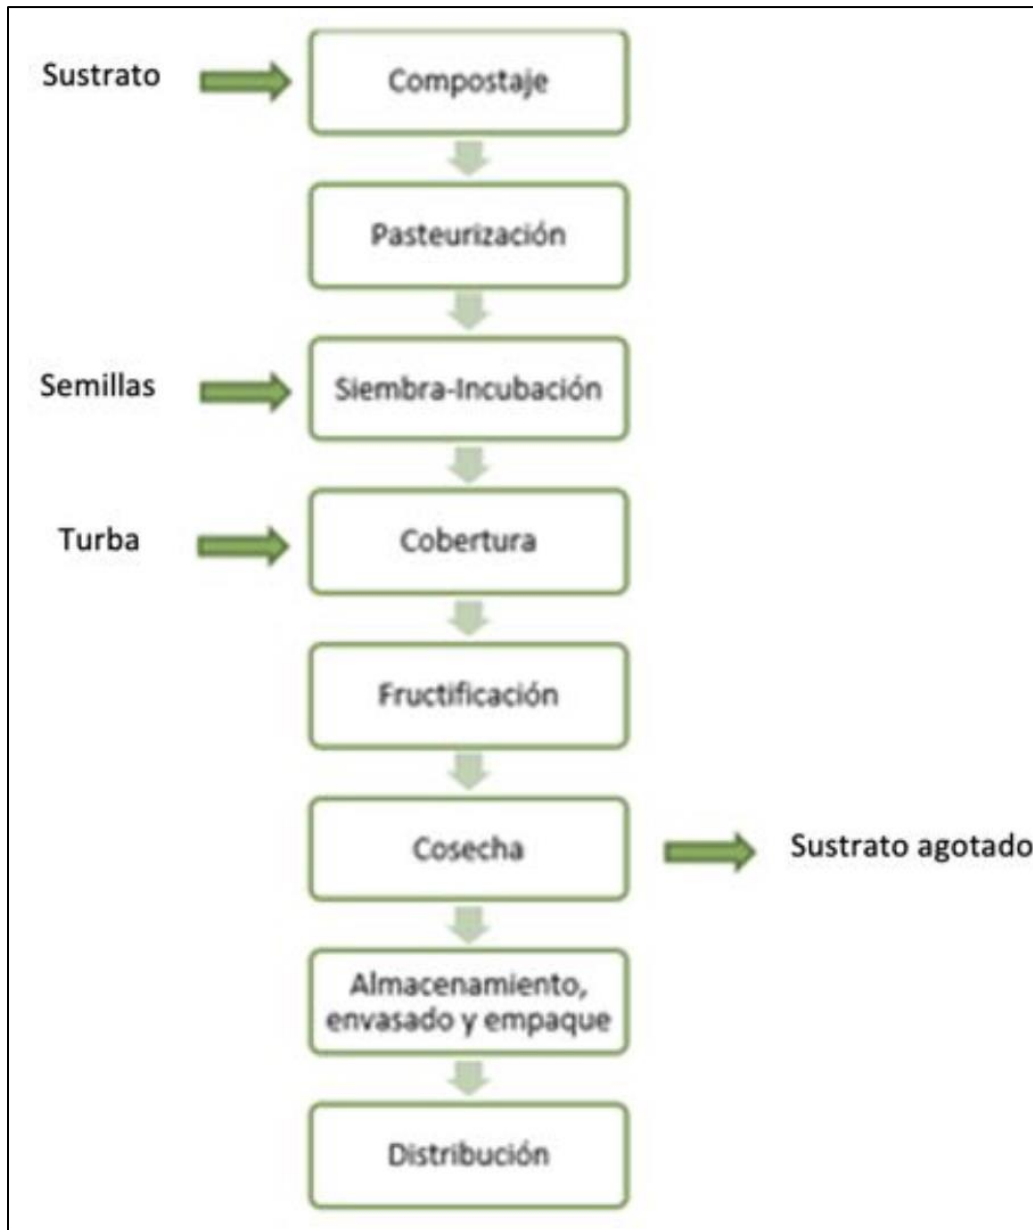 Sustrato
Compostaje
Pasteurización
Semillas
Siembra-Incubación
Turba
Cobertura
Fructificación
Cosecha
Sustrato agotado
Almacenamiento,
envasado y empaque
Distribución